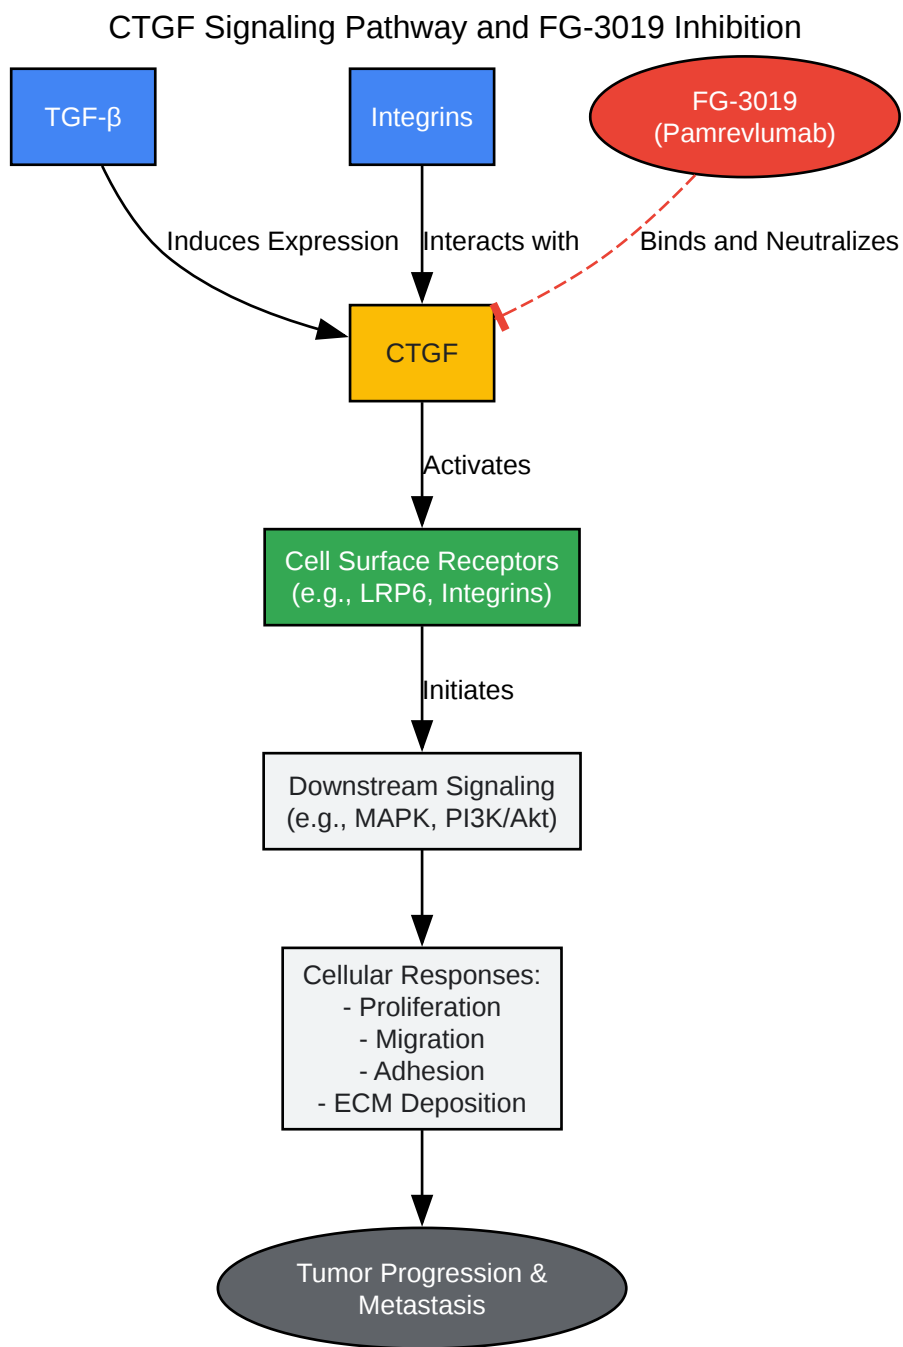 CTGF Signaling Pathway and FG-3019 Inhibition
TGF-β
Integrins
FG-3019
(Pamrevlumab)
Induces Expression
Interacts with
Binds and Neutralizes
CTGF
Activates
Cell Surface Receptors
(e.g., LRP6, Integrins)
Initiates
Downstream Signaling
(e.g., MAPK, PI3K/Akt)
Cellular Responses:
- Proliferation
- Migration
- Adhesion
- ECM Deposition
Tumor Progression &
Metastasis